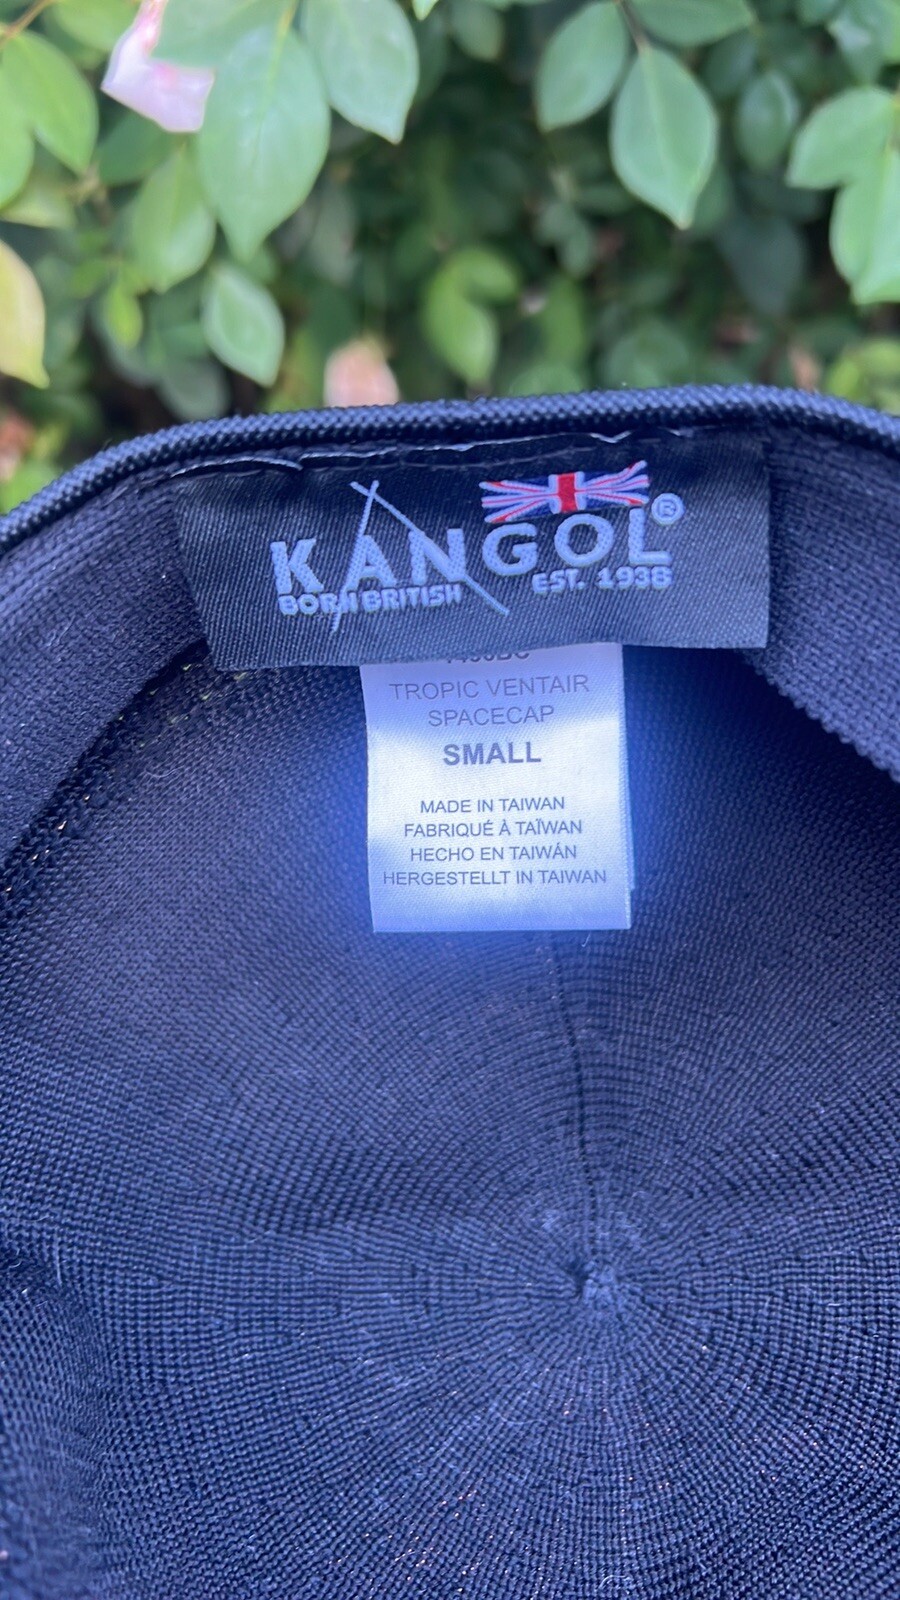 KANGOL®
BORN BRITISH EST. 1938
TROPIC VENTAIR
SPACECAP
SMALL
MADE IN TAIWAN
FABRIQUÉ À TAÏWAN
HECHO EN TAIWÁN
HERGESTELLT IN TAIWAN